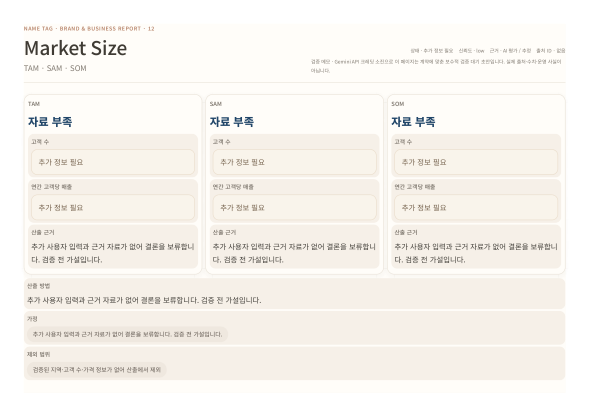 NAME TAG · BRAND & BUSINESS REPORT · 12
Market Size
TAM · SAM · SOM
상태 · 추가 정보 필요 신뢰도 · low 근거 · AI 평가 / 추정 출처 ID · 없음
검증 메모 · Gemini API 크레딧 소진으로 이 페이지는 계약에 맞춘 보수적 검증 대기 초안입니다. 실제 출처·수치·운영 사실이
아닙니다.
TAM
자료 부족
고객 수
추가 정보 필요
연간 고객당 매출
추가 정보 필요
산출 근거
추가 사용자 입력과 근거 자료가 없어 결론을 보류합니
다. 검증 전 가설입니다.
SAM
자료 부족
고객 수
추가 정보 필요
연간 고객당 매출
추가 정보 필요
산출 근거
추가 사용자 입력과 근거 자료가 없어 결론을 보류합니
다. 검증 전 가설입니다.
SOM
자료 부족
고객 수
추가 정보 필요
연간 고객당 매출
추가 정보 필요
산출 근거
추가 사용자 입력과 근거 자료가 없어 결론을 보류합니
다. 검증 전 가설입니다.
산출 방법
추가 사용자 입력과 근거 자료가 없어 결론을 보류합니다. 검증 전 가설입니다.
가정
추가 사용자 입력과 근거 자료가 없어 결론을 보류합니다. 검증 전 가설입니다.
제외 범위
검증된 지역·고객 수·가격 정보가 없어 산출에서 제외